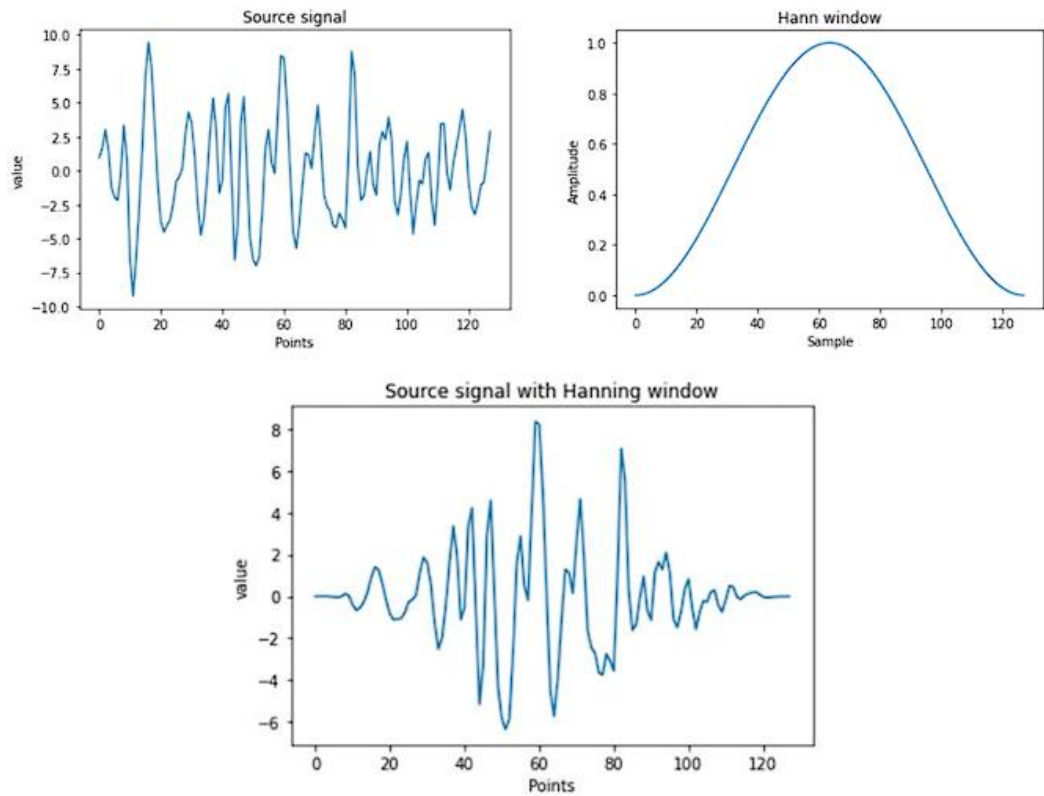 Source signal
10.0
7.5
5.0
2.5
0.0
−2.5
−5.0
−7.5
−10.0
value
0 20 40 60 80 100 120
Points
Hann window
1.0
0.8
0.6
0.4
0.2
0.0
Amplitude
0 20 40 60 80 100 120
Sample
Source signal with Hanning window
8
6
4
2
0
−2
−4
−6
value
0 20 40 60 80 100 120
Points